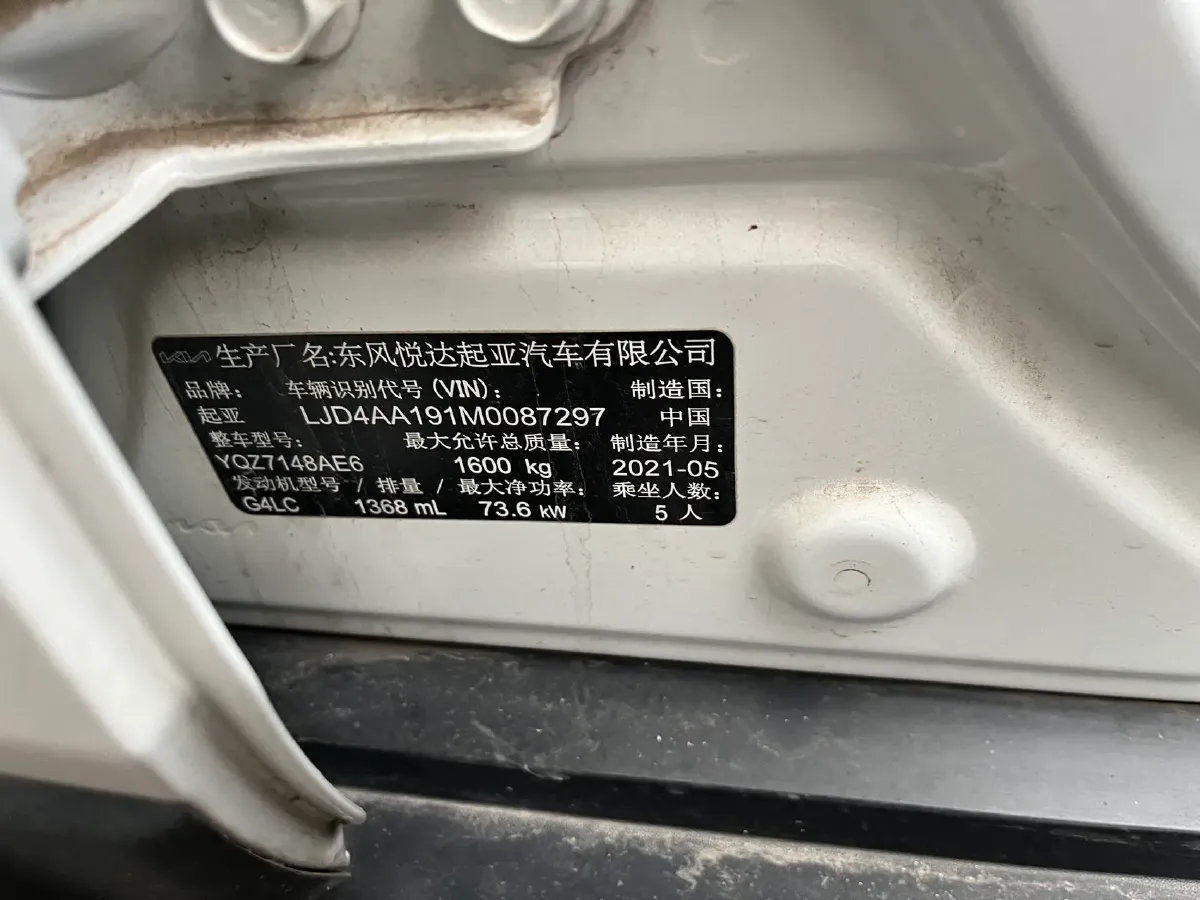 KIA 生产厂名:东风悦达起亚汽车有限公司
品牌: 车辆识别代号(VIN): 制造国:
起亚 LJD4AA191M0087297 中国
整车型号: 最大允许总质量: 制造年月:
YQZ7148AE6 1600 kg 2021-05
发动机型号 / 排量 / 最大净功率: 乘坐人数:
G4LC 1368 mL 73.6 kW 5 人